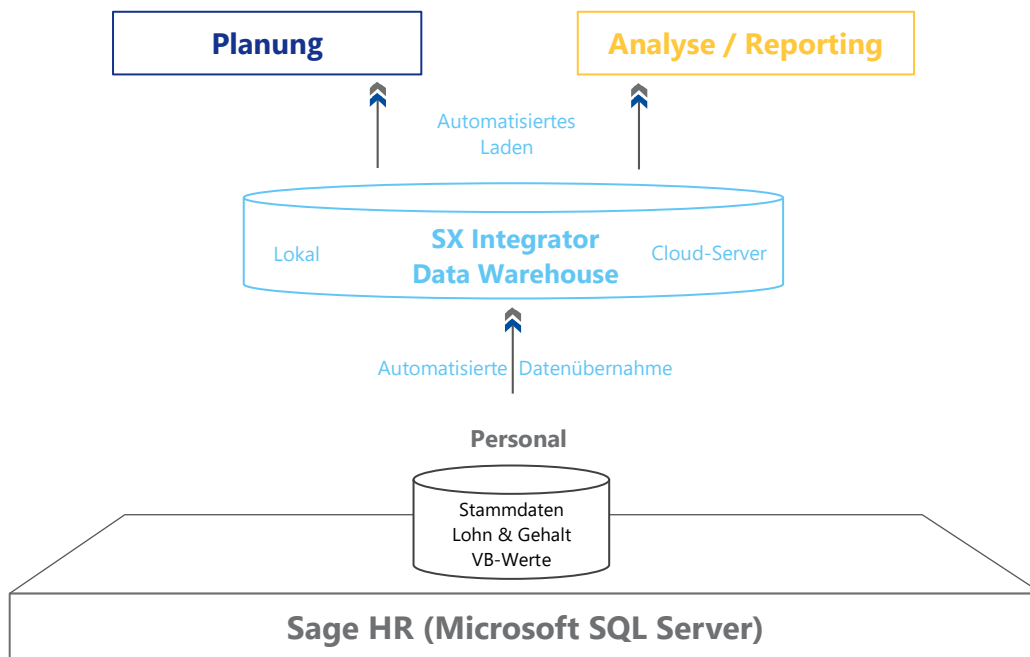 Planung
Analyse / Reporting
Automatisiertes
Laden
Lokal
SX Integrator
Data Warehouse
Cloud-Server
Automatisierte Datenübernahme
Personal
Stammdaten
Lohn & Gehalt
VB-Werte
Sage HR (Microsoft SQL Server)